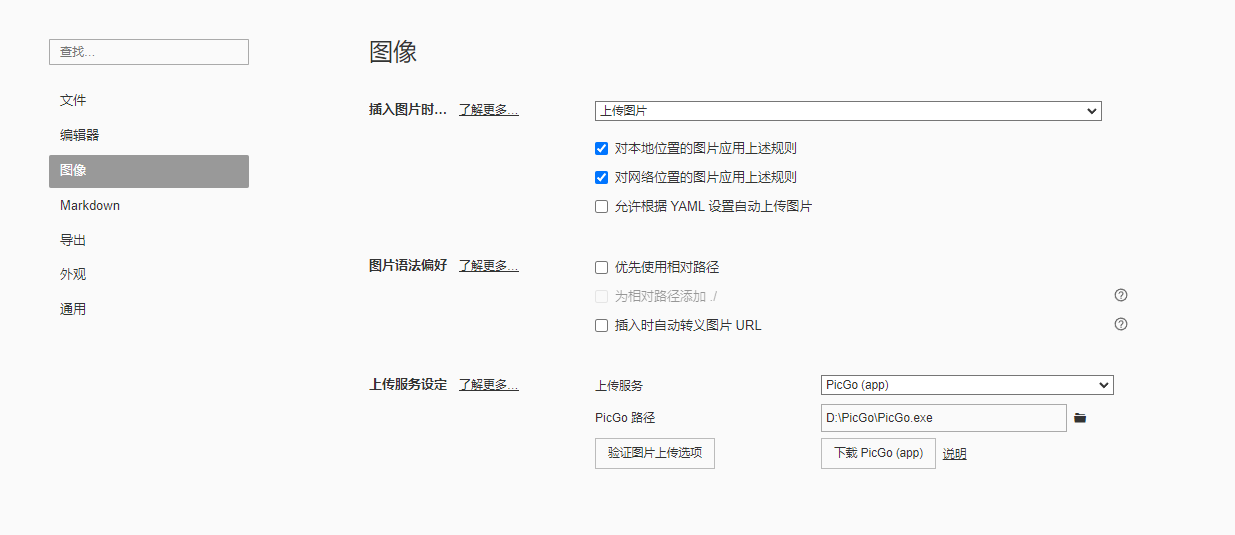 查找...
文件
编辑器
图像
Markdown
导出
外观
通用
图像
插入图片时... 了解更多... 上传图片
对本地位置的图片应用上述规则
对网络位置的图片应用上述规则
允许根据 YAML 设置自动上传图片
图片语法偏好 了解更多... 优先使用相对路径
为相对路径添加 ./
插入时自动转义图片 URL
上传服务设定 了解更多... 上传服务 PicGo (app)
PicGo 路径 D:\PicGo\PicGo.exe
验证图片上传选项 下载 PicGo (app) 说明